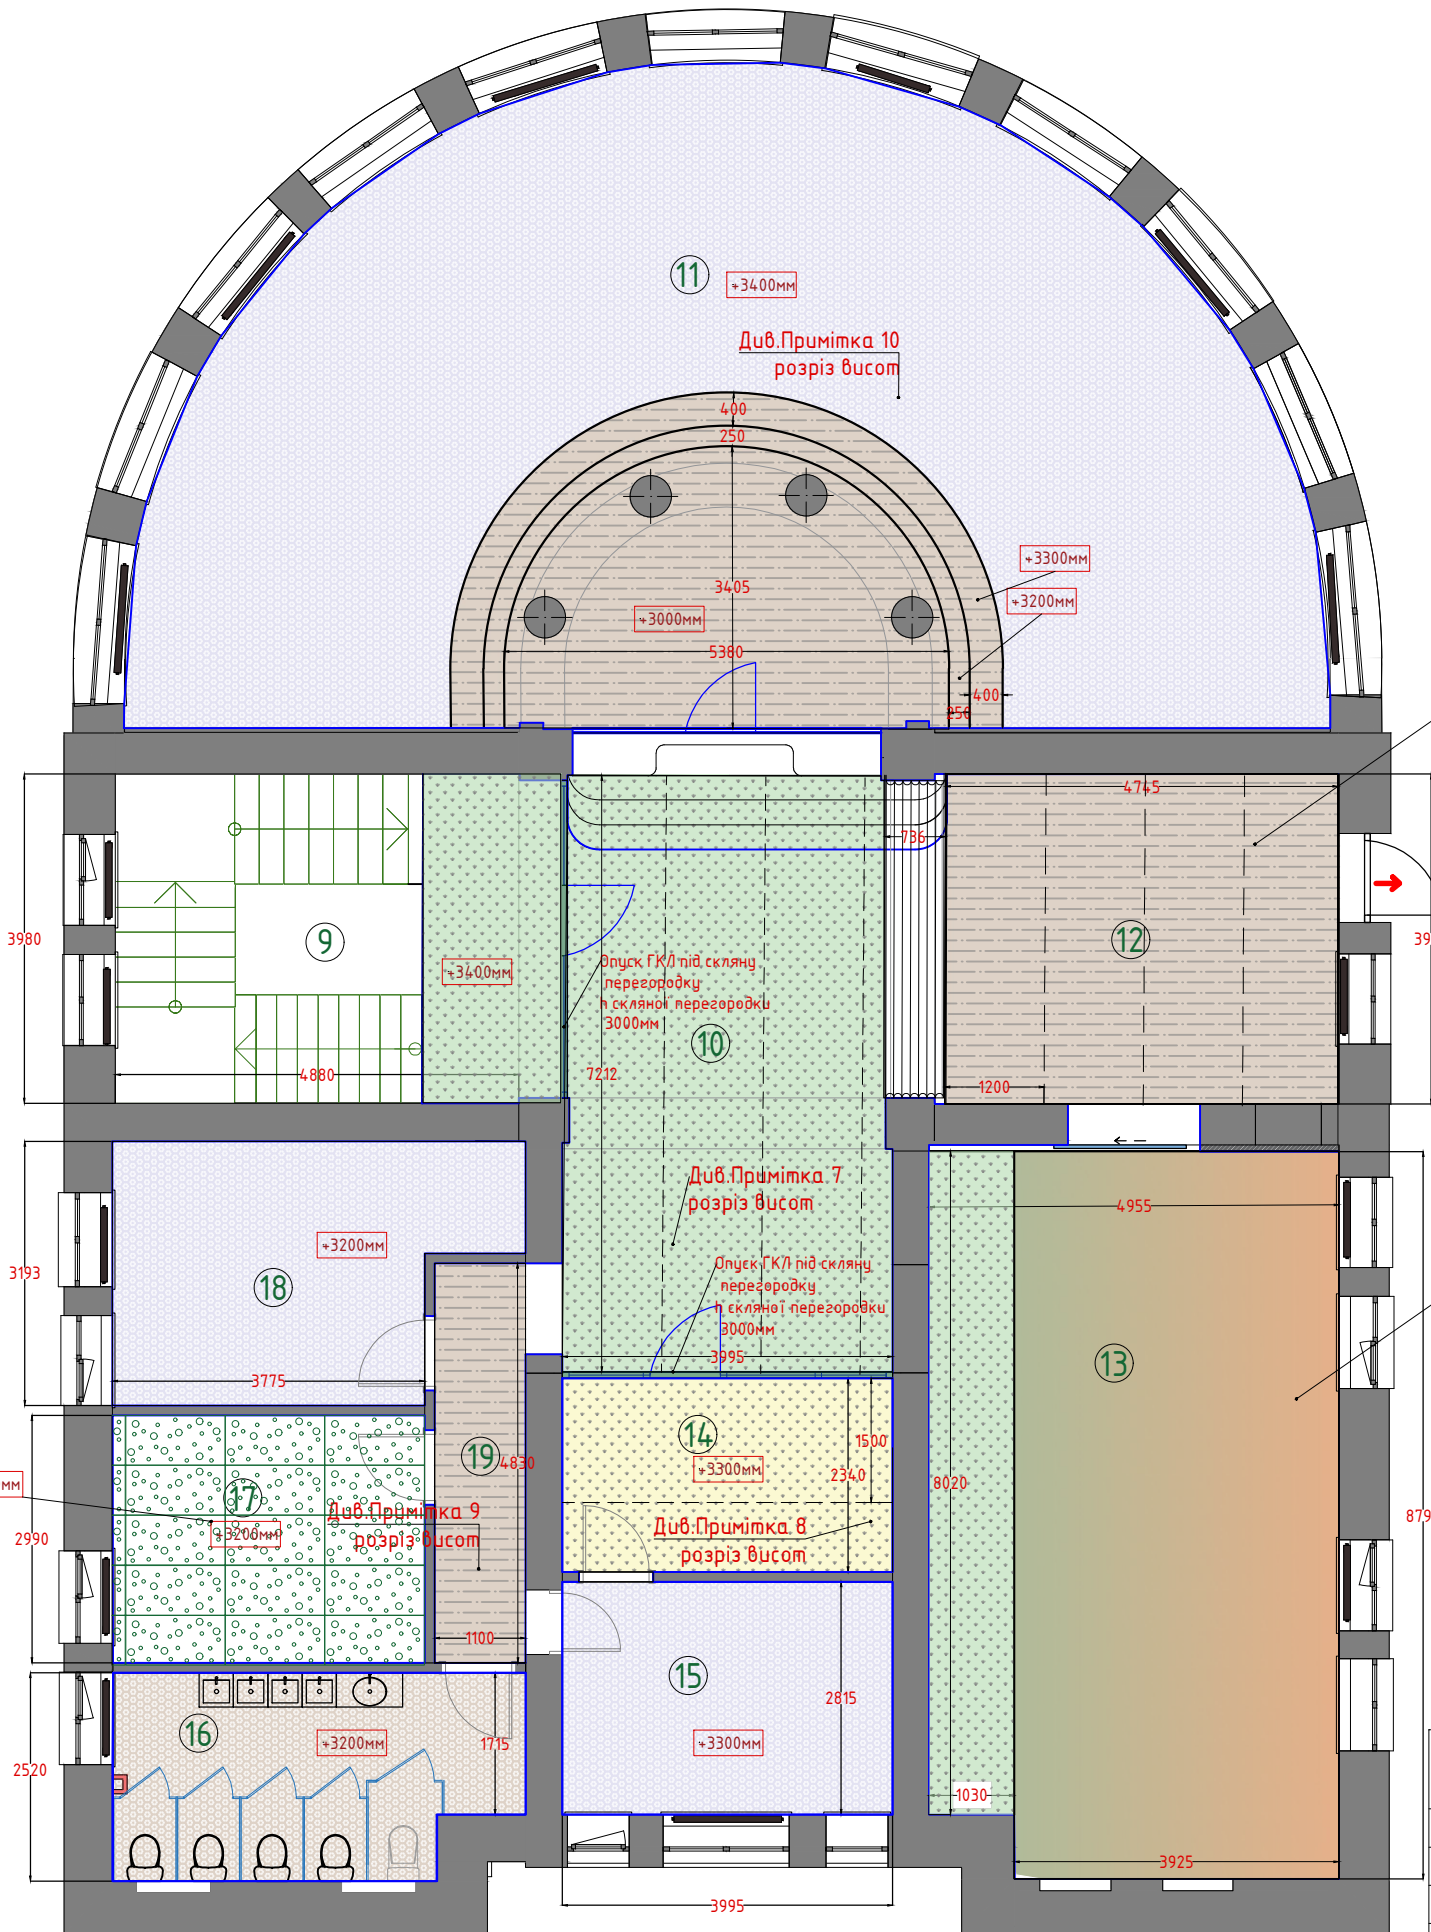 11
+3400мм
Див.Примітка 10
розріз висот
400
250
+3300мм
3405
+3200мм
+3000мм
5380
400
250
4745
736
3980
9
12
39
+3400мм
Опуск ГКЛ під скляну
перегородку
h скляної перегородки
3000мм
10
4880
7212
1200
Див.Примітка 7
розріз висот
4955
+3200мм
3193
18
Опуск ГКЛ під скляну
перегородку
h скляної перегородки
3000мм
3995
13
3775
14
1500
19
4830
+3300мм
2340
8020
мм
17
Див.Примітка 9
розріз висот
+3200мм
2990
Див.Примітка 8
розріз висот
879
1100
15
2815
16
+3200мм
1715
+3300мм
2520
1030
3925
3995